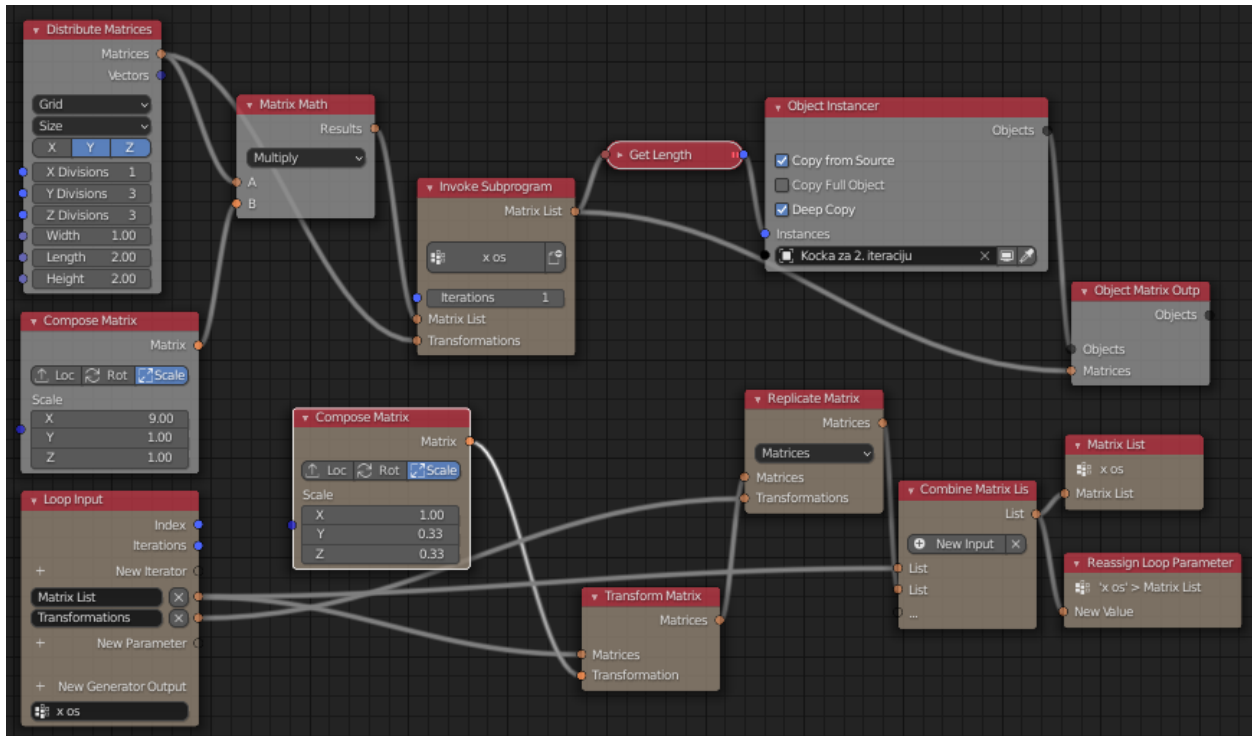 Distribute Matrices
Matrices
Vectors
Grid
Size
X Y Z
X Divisions 1
Y Divisions 3
Z Divisions 3
Width 1.00
Length 2.00
Height 2.00
Matrix Math
Results
Multiply
A
B
Invoke Subprogram
Matrix List
x os
Iterations 1
Matrix List
Transformations
Get Length
Object Instancer
Objects
Copy from Source
Copy Full Object
Deep Copy
Instances
Kocka za 2. iteraciju
Object Matrix Outp
Objects
Objects
Matrices
Compose Matrix
Matrix
Loc Rot Scale
Scale
X 9.00
Y 1.00
Z 1.00
Compose Matrix
Matrix
Loc Rot Scale
Scale
X 1.00
Y 0.33
Z 0.33
Loop Input
Index
Iterations
+ New Iterator
Matrix List
Transformations
+ New Parameter
+ New Generator Output
x os
Transform Matrix
Matrices
Matrices
Transformation
Replicate Matrix
Matrices
Matrices
Matrices
Transformations
Combine Matrix Lis
List
New Input
List
List
...
Matrix List
x os
Matrix List
Reassign Loop Parameter
'x os' > Matrix List
New Value